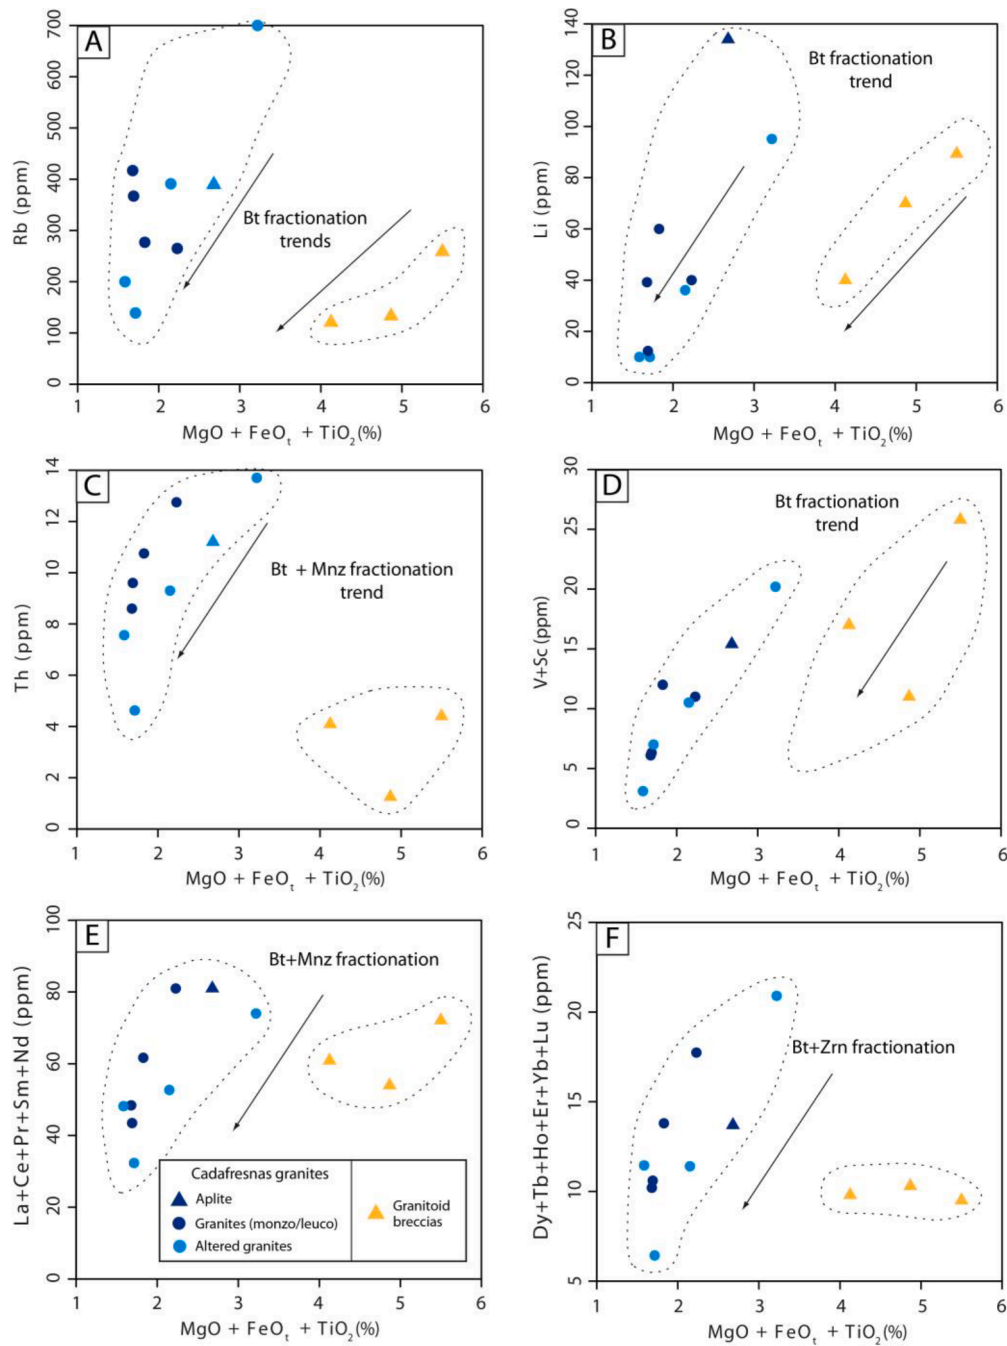 A
Rb (ppm)
700
600
500
400
300
200
100
Bt fractionation
trends
1 2 3 4 5 6
MgO + FeOt + TiO2(%)
B
Li (ppm)
140
120
100
80
60
40
20
0
Bt fractionation
trend
1 2 3 4 5 6
MgO + FeOt + TiO2(%)
C
Th (ppm)
14
12
10
8
6
4
2
0
Bt + Mnz fractionation
trend
1 2 3 4 5 6
MgO + FeOt + TiO2(%)
D
V+Sc (ppm)
30
25
20
15
10
5
0
Bt fractionation
trend
1 2 3 4 5 6
MgO + FeOt + TiO2(%)
E
La+Ce+Pr+Sm+Nd (ppm)
100
80
60
40
20
0
Bt+Mnz fractionation
Cadafresnas granites
Aplite
Granites (monzo/leuco)
Altered granites
Granitoid
breccias
1 2 3 4 5 6
MgO + FeOt + TiO2(%)
F
Dy+Tb+Ho+Er+Yb+Lu (ppm)
25
20
15
10
5
Bt+Zrn fractionation
1 2 3 4 5 6
MgO + FeOt + TiO2(%)